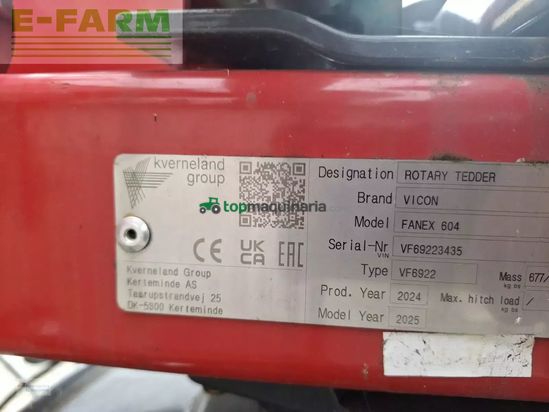 E-FARM
kverneland
group
topmaquinaria.com
CE UK CA EAC
Kverneland Group
Kerteminde AS
Taarupstrandvej 25
DK-5300 Kerteminde
Designation ROTARY TEDDER
Brand VICON
Model FANEX 604
Serial-Nr VF69223435
VIN
Type VF6922 Mass 677/
kg lbs
Prod. Year 2024 Max. hitch load /
kg lbs
Model Year 2025